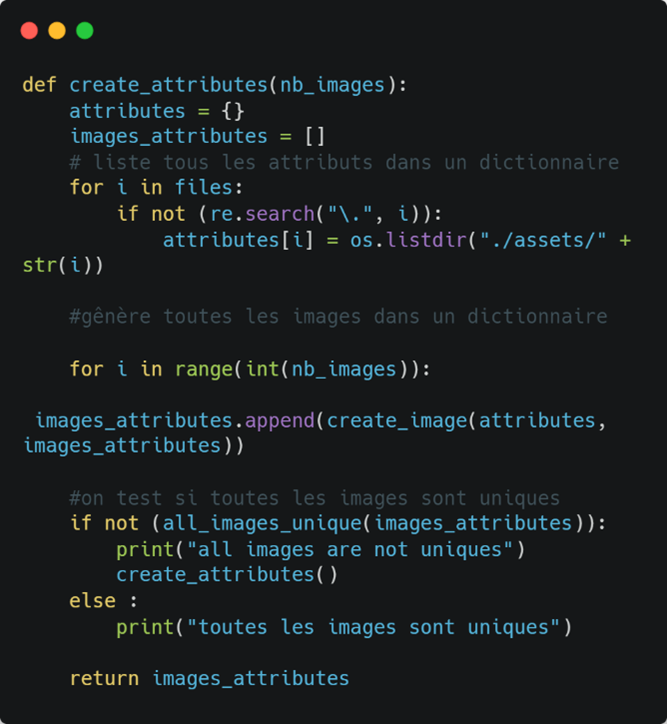 def create_attributes(nb_images):
    attributes = {}
    images_attributes = []
    # liste tous les attributs dans un dictionnaire
    for i in files:
        if not (re.search("\.", i)):
            attributes[i] = os.listdir("./assets/" +
str(i))
    #gênère toutes les images dans un dictionnaire
    for i in range(int(nb_images)):
 images_attributes.append(create_image(attributes,
images_attributes))
    #on test si toutes les images sont uniques
    if not (all_images_unique(images_attributes)):
        print("all images are not uniques")
        create_attributes()
    else :
        print("toutes les images sont uniques")
    return images_attributes